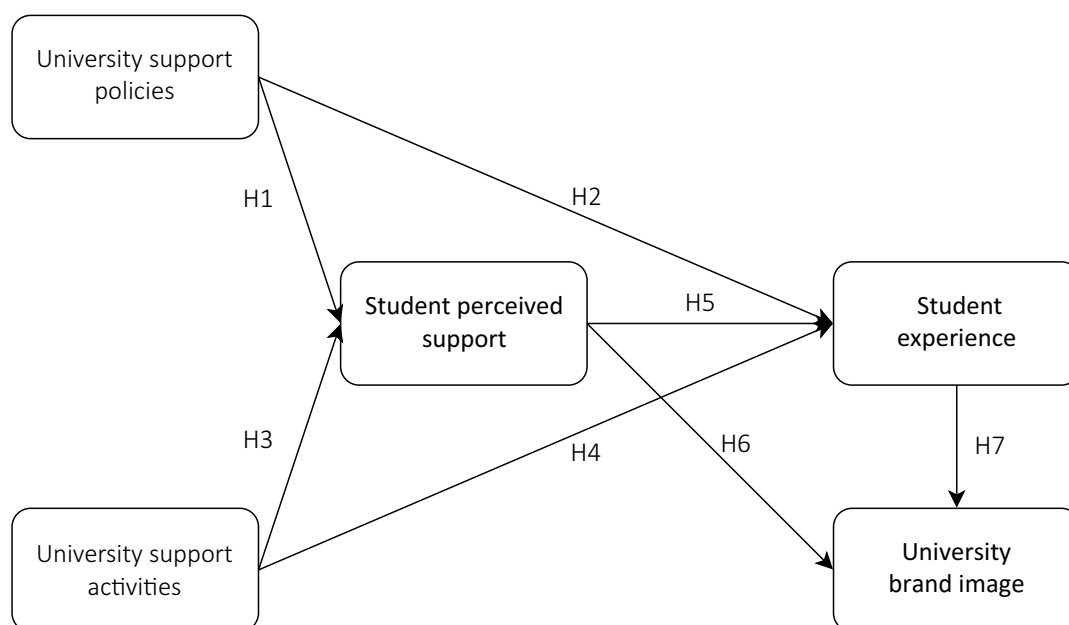 University support
policies
H1
H2
Student perceived
support
H5
Student
experience
H3
H4
H6
H7
University support
activities
University
brand image